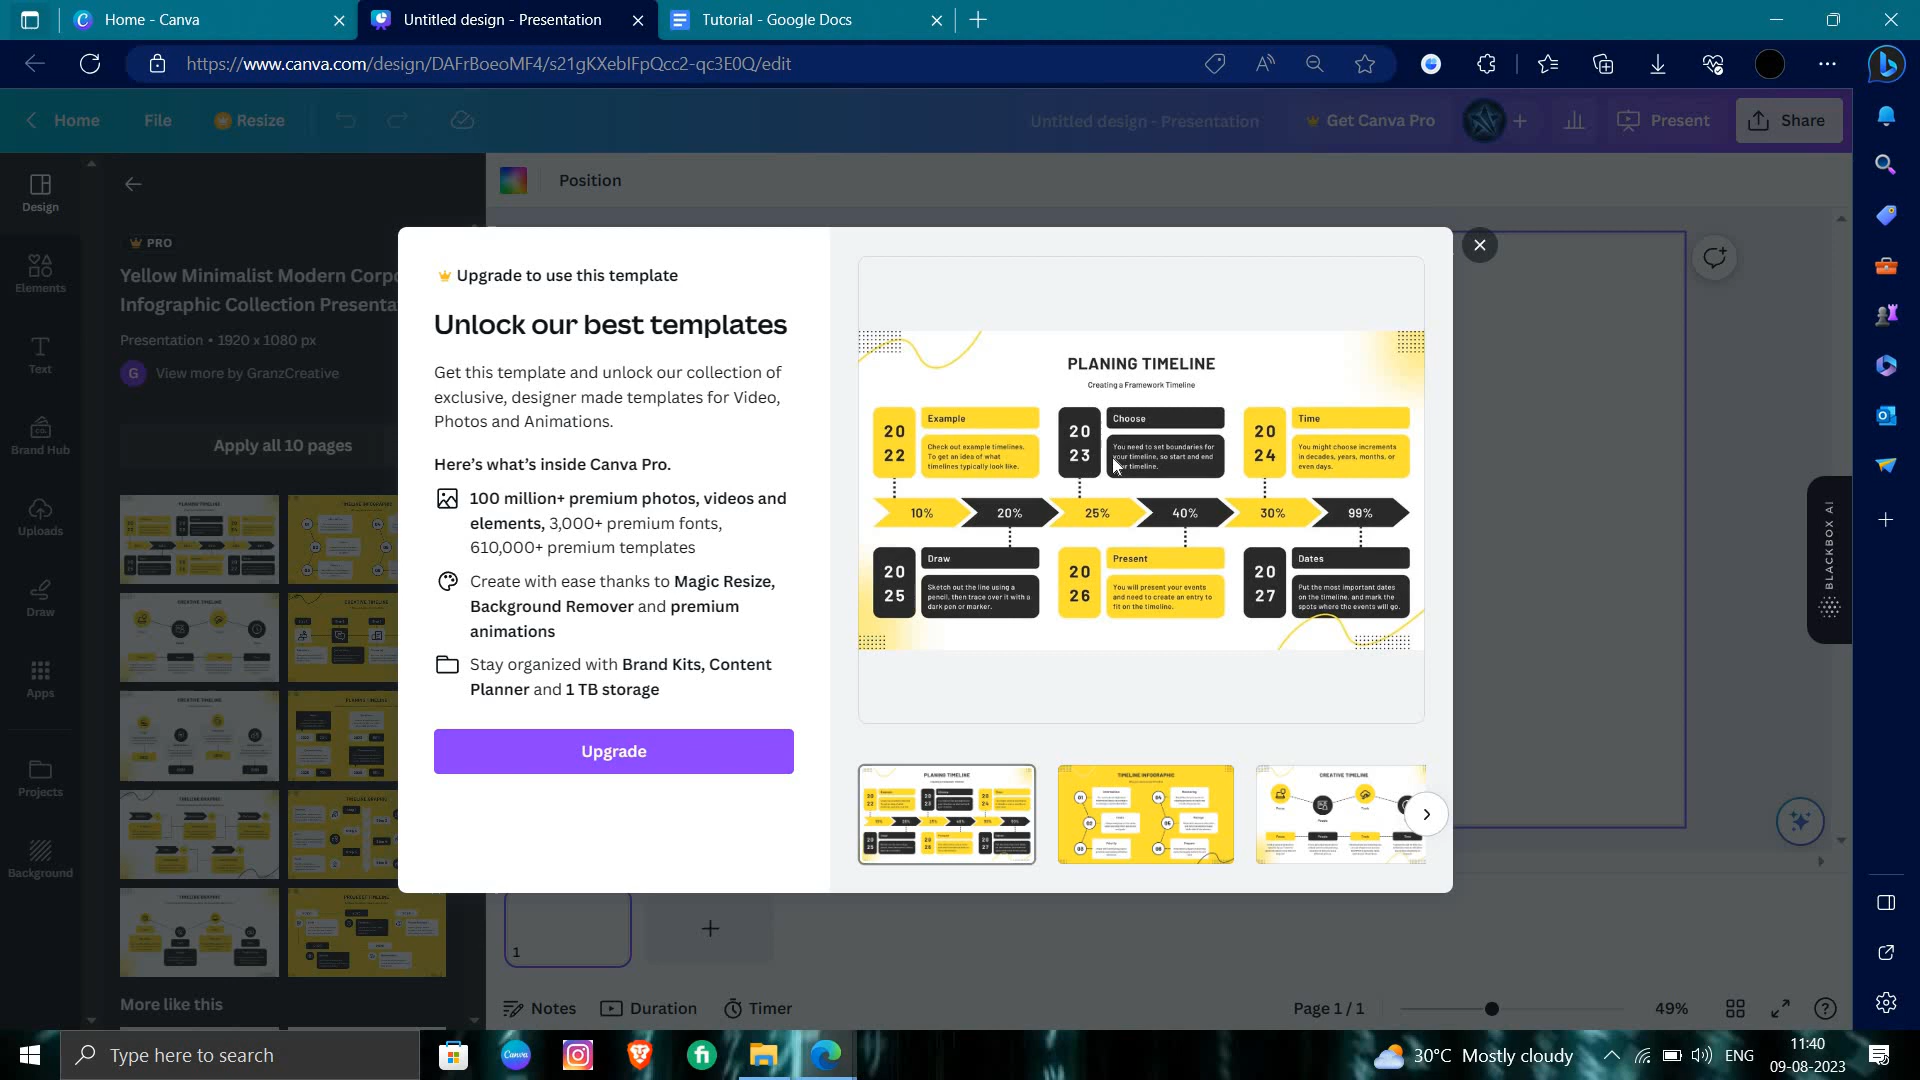 Home - Canva
Untitled design - Presentation
Tutorial - Google Docs
https://www.canva.com/design/DAFrBoeoMF4/s21gKXebIFpQcc2-qc3E0Q/edit
Home
File
Resize
Untitled design - Presentation
Get Canva Pro
Present
Share
Design
Elements
Text
Brand Hub
Uploads
Draw
Apps
Projects
Background
PRO
Yellow Minimalist Modern Corpo
Infographic Collection Presenta
Presentation • 1920 x 1080 px
G
View more by GranzCreative
Apply all 10 pages
More like this
Position
Upgrade to use this template
Unlock our best templates
Get this template and unlock our collection of
exclusive, designer made templates for Video,
Photos and Animations.
Here's what's inside Canva Pro.
100 million+ premium photos, videos and
elements, 3,000+ premium fonts,
610,000+ premium templates
Create with ease thanks to Magic Resize,
Background Remover and premium
animations
Stay organized with Brand Kits, Content
Planner and 1 TB storage
Upgrade
PLANING TIMELINE
Creating a Framework Timeline
20
22
Example
Check out example timelines.
To get an idea of what
timelines typically look like.
20
23
Choose
You need to set boundaries for
your timeline, so start and end
timeline.
20
24
Time
You might choose increments
in decades, years, months, or
even days.
10%
20%
25%
40%
30%
99%
20
25
Draw
Sketch out the line using a
pencil, then trace over it with a
dark pen or marker.
20
26
Present
You will present your events
and need to create an entry to
fit on the timeline.
20
27
Dates
Put the most important dates
on the timeline, and mark the
spots where the events will go.
PLANING TIMELINE
TIMELINE INFOGRAPHIC
CREATIVE TIMELINE
BLACKBOX AI
1
Notes
Duration
Timer
Page 1 / 1
49%
Type here to search
Canva
30°C Mostly cloudy
ENG
11:40
09-08-2023